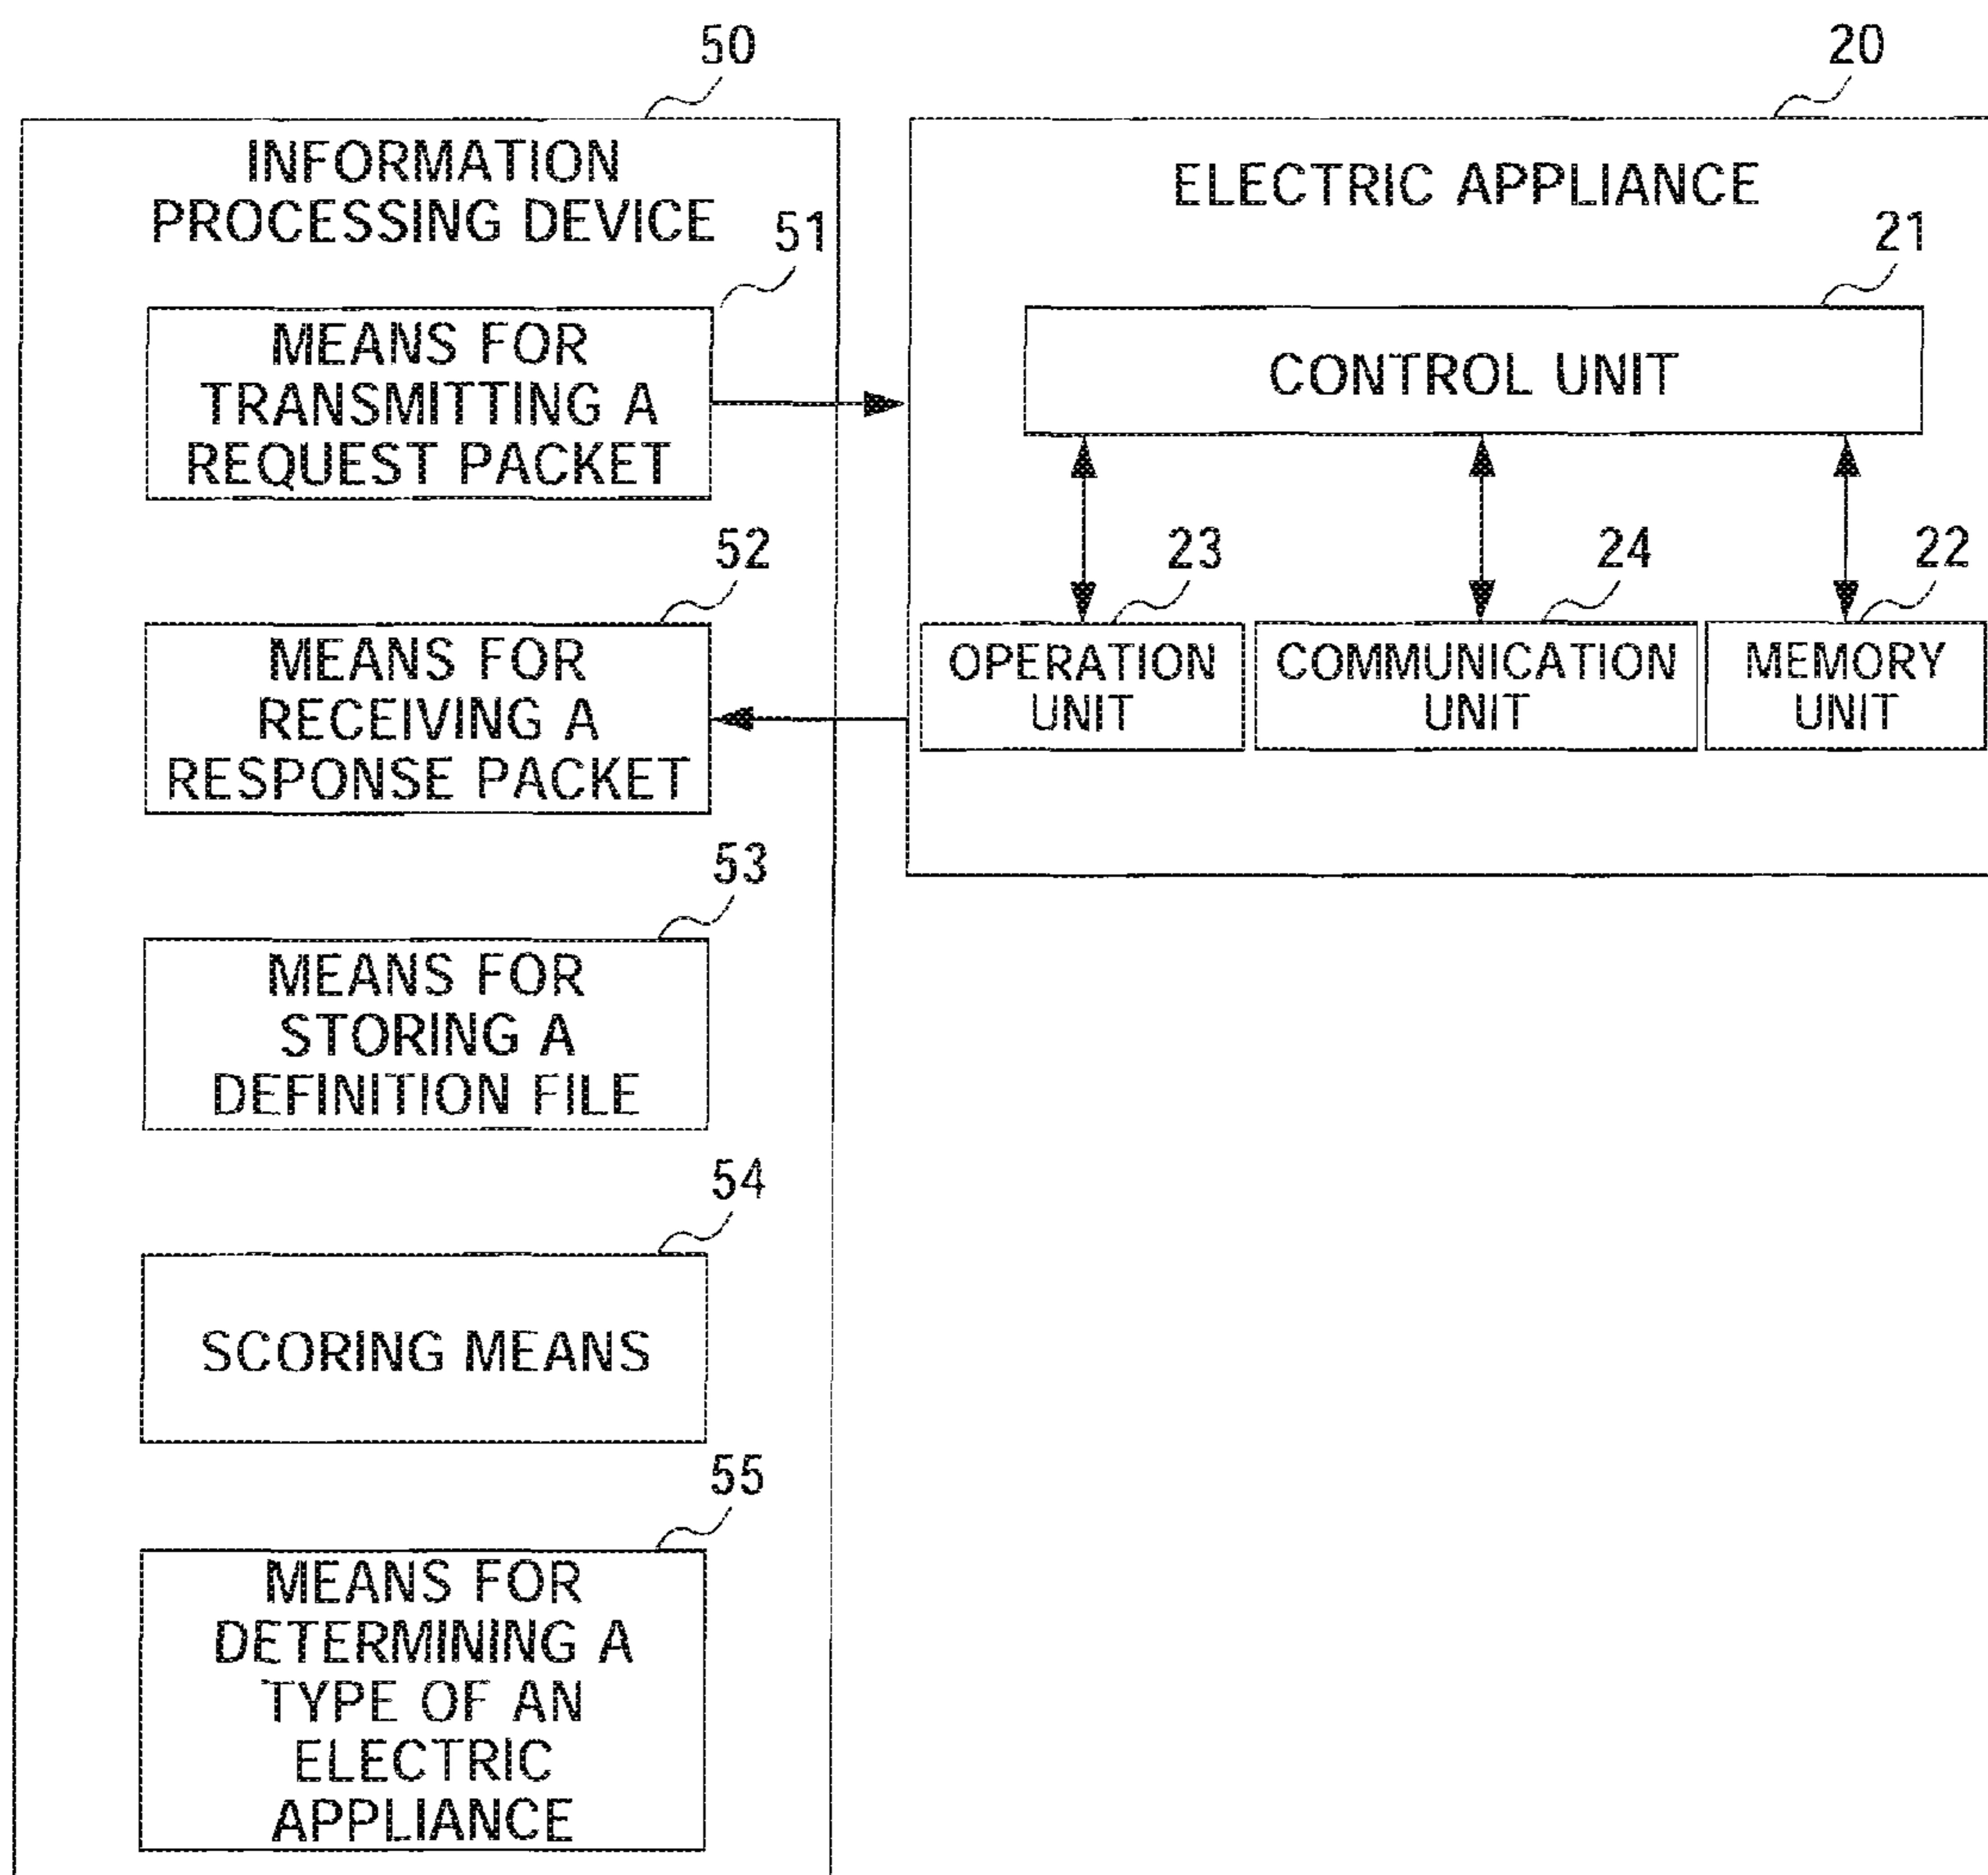 50
INFORMATION
PROCESSING DEVICE
51
MEANS FOR
TRANSMITTING A
REQUEST PACKET
52
MEANS FOR
RECEIVING A
RESPONSE PACKET
53
MEANS FOR
STORING A
DEFINITION FILE
54
SCORING MEANS
55
MEANS FOR
DETERMINING A
TYPE OF AN
ELECTRIC
APPLIANCE
20
ELECTRIC APPLIANCE
21
CONTROL UNIT
23
OPERATION
UNIT
24
COMMUNICATION
UNIT
22
MEMORY
UNIT